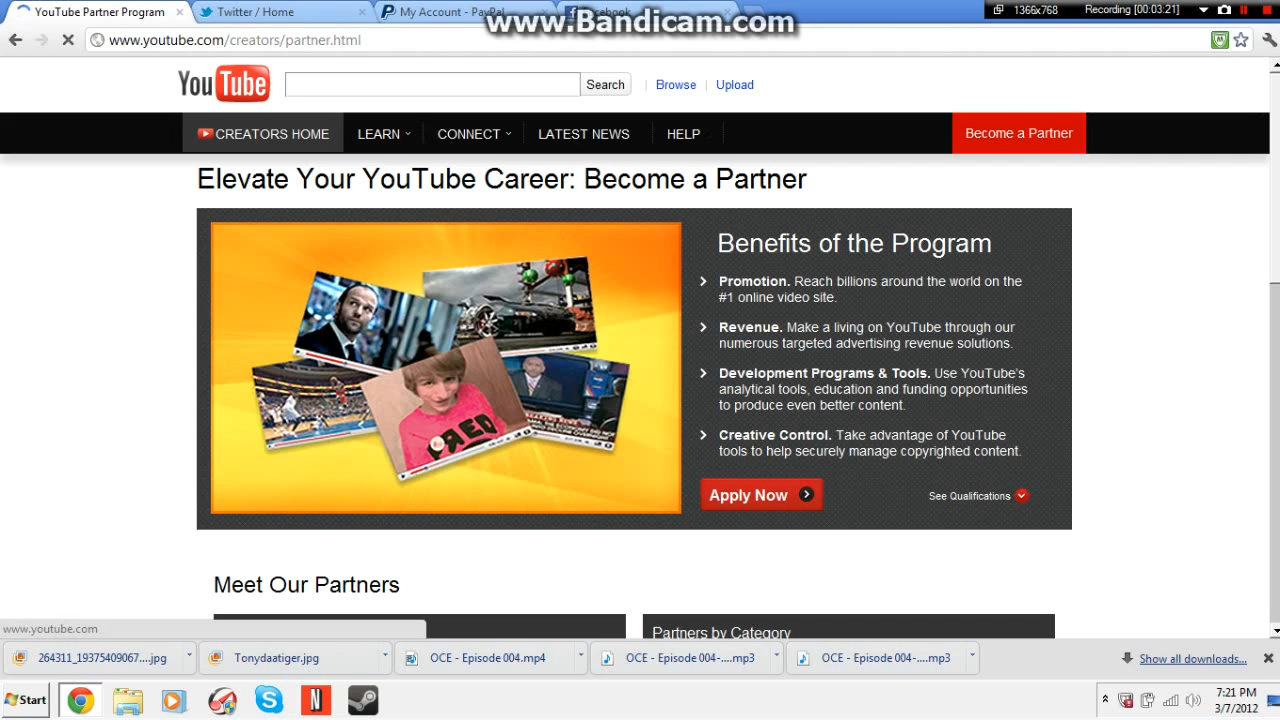 YouTube Partner Program
Twitter / Home
My Account - PayPal
www.Bandicam.com
1366x768
Recording [00:03:21]
www.youtube.com/creators/partner.html
YouTube
Search
Browse
Upload
CREATORS HOME
LEARN
CONNECT
LATEST NEWS
HELP
Become a Partner
Elevate Your YouTube Career: Become a Partner
Benefits of the Program
Promotion. Reach billions around the world on the
#1 online video site.
Revenue. Make a living on YouTube through our
numerous targeted advertising revenue solutions.
Development Programs & Tools. Use YouTube's
analytical tools, education and funding opportunities
to produce even better content.
Creative Control. Take advantage of YouTube
tools to help securely manage copyrighted content.
FRED
Apply Now
See Qualifications
Meet Our Partners
Partners by Category
www.youtube.com
264311_19375409067....jpg
Tonydaatiger.jpg
OCE - Episode 004.mp4
OCE - Episode 004-....mp3
OCE - Episode 004-....mp3
Show all downloads...
Start
7:21 PM
3/7/2012